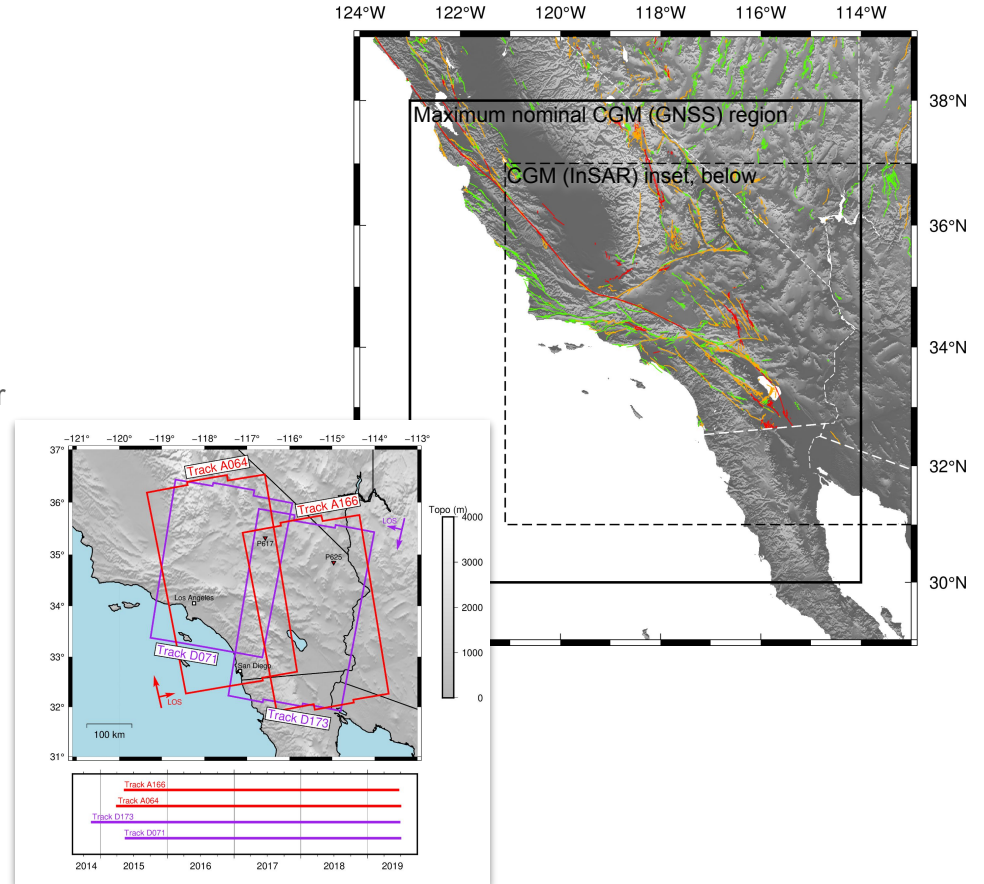 124°W 122°W 120°W 118°W 116°W 114°W
38°N
Maximum nominal CGM (GNSS) region
CGM (InSAR) inset, below
36°N
34°N
32°N
30°N
r
−121° −120° −119° −118° −117° −116° −115° −114° −113°
37°
36°
35°
34°
33°
32°
31°
Track A064
Track A166
LOS
P617
P625
Los Angeles
San Diego
Track D071
Track D173
LOS
100 km
Topo (m)
4000
3000
2000
1000
0
Track A166
Track A064
Track D173
Track D071
2014 2015 2016 2017 2018 2019